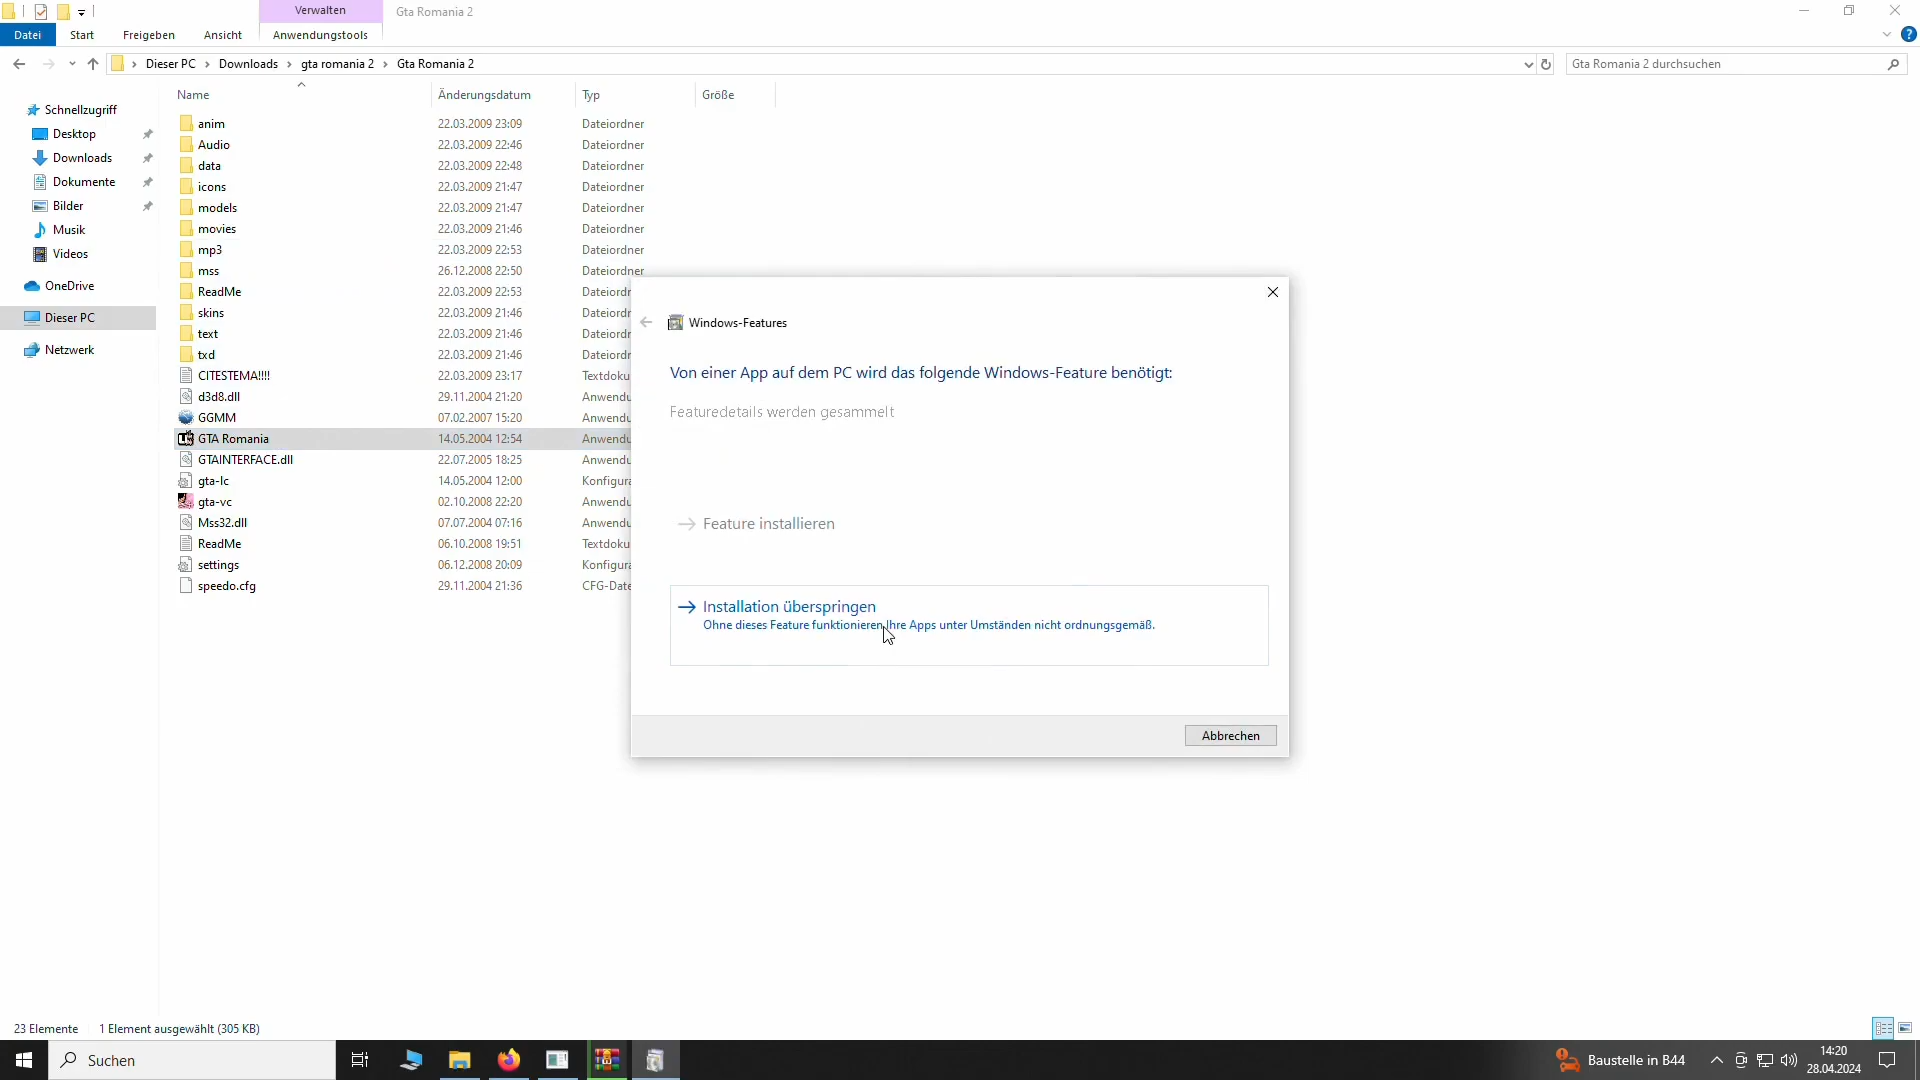 Verwalten
Gta Romania 2
Datei
Start
Freigeben
Ansicht
Anwendungstools
Dieser PC
Downloads
gta romania 2
Gta Romania 2
Gta Romania 2 durchsuchen
Name
Änderungsdatum
Typ
Größe
Schnellzugriff
Desktop
Downloads
Dokumente
Bilder
Musik
Videos
OneDrive
Dieser PC
Netzwerk
anim 22.03.2009 23:09 Dateiordner
Audio 22.03.2009 22:46 Dateiordner
data 22.03.2009 22:48 Dateiordner
icons 22.03.2009 21:47 Dateiordner
models 22.03.2009 21:47 Dateiordner
movies 22.03.2009 21:46 Dateiordner
mp3 22.03.2009 22:53 Dateiordner
mss 26.12.2008 22:50 Dateiordner
ReadMe 22.03.2009 22:53 Dateiordr
skins 22.03.2009 21:46 Dateiordr
text 22.03.2009 21:46 Dateiordr
txd 22.03.2009 21:46 Dateiordr
CITESTEMA!!!! 22.03.2009 23:17 Textdoku
d3d8.dll 29.11.2004 21:20 Anwendu
GGMM 07.02.2007 15:20 Anwendu
GTA Romania 14.05.2004 12:54 Anwendu
GTAINTERFACE.dll 22.07.2005 18:25 Anwendu
gta-lc 14.05.2004 12:00 Konfigura
gta-vc 02.10.2008 22:20 Anwendu
Mss32.dll 07.07.2004 07:16 Anwendu
ReadMe 06.10.2008 19:51 Textdoku
settings 06.12.2008 20:09 Konfigura
speedo.cfg 29.11.2004 21:36 CFG-Date
Windows-Features
Von einer App auf dem PC wird das folgende Windows-Feature benötigt:
Featuredetails werden gesammelt
Feature installieren
Installation überspringen
Ohne dieses Feature funktionieren Ihre Apps unter Umständen nicht ordnungsgemäß.
Abbrechen
23 Elemente
1 Element ausgewählt (305 KB)
Suchen
Baustelle in B44
14:20
28.04.2024